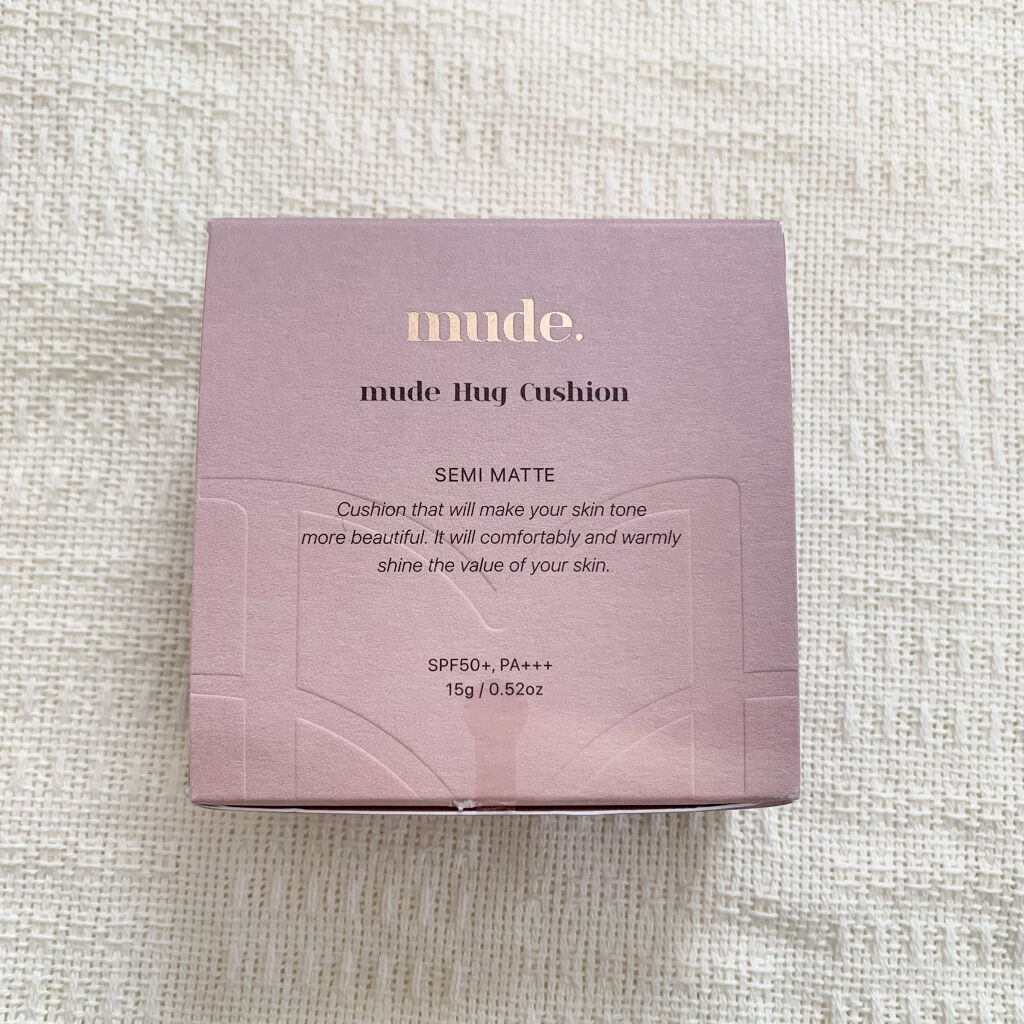 mude.
mude Hug Cushion
SEMI MATTE
Cushion that will make your skin tone
more beautiful. It will comfortably and warmly
shine the value of your skin.
SPF50+, PA+++
15g / 0.52oz